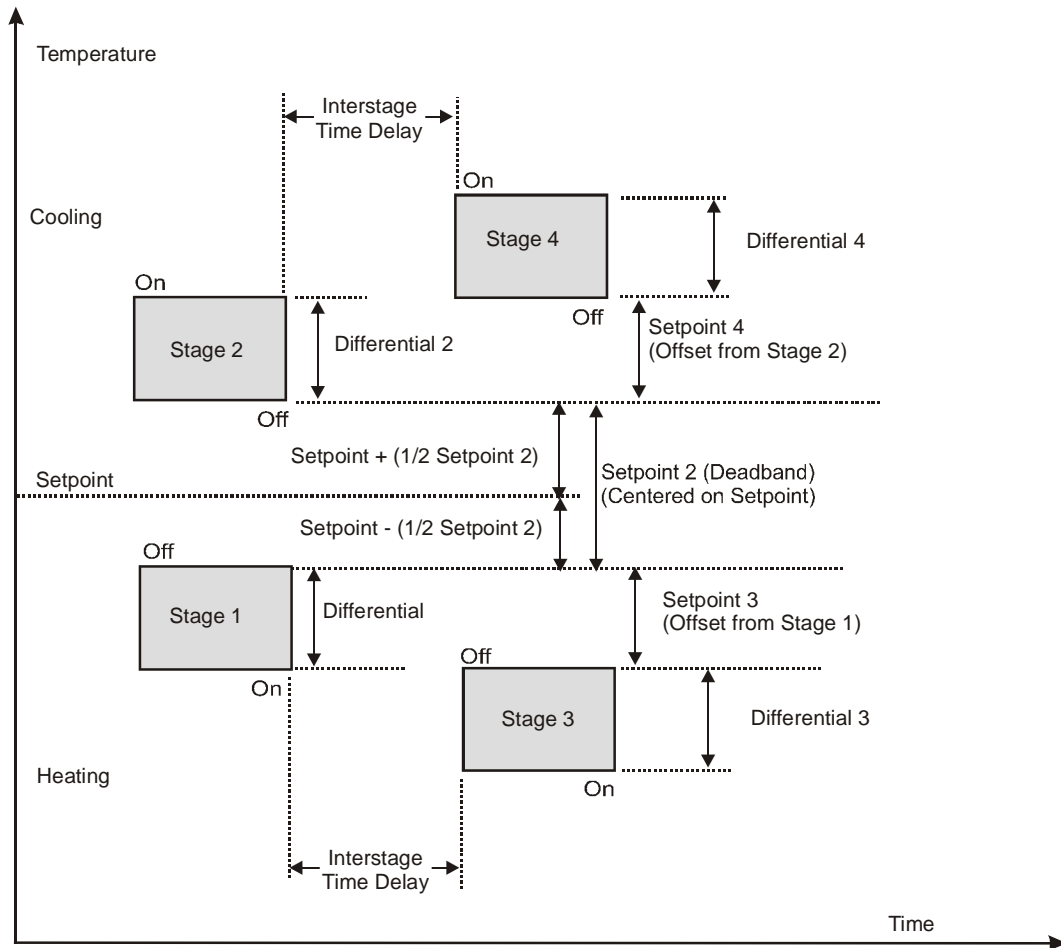 Temperature
Interstage
Time Delay
On
Cooling
Stage 4
Differential 4
On
Off
Setpoint 4
(Offset from Stage 2)
Stage 2
Differential 2
Off
Setpoint + (1/2 Setpoint 2)
Setpoint 2 (Deadband)
(Centered on Setpoint)
Setpoint
Setpoint - (1/2 Setpoint 2)
Off
Stage 1
Differential
Setpoint 3
(Offset from Stage 1)
Off
On
Stage 3
Differential 3
Heating
On
Interstage
Time Delay
Time